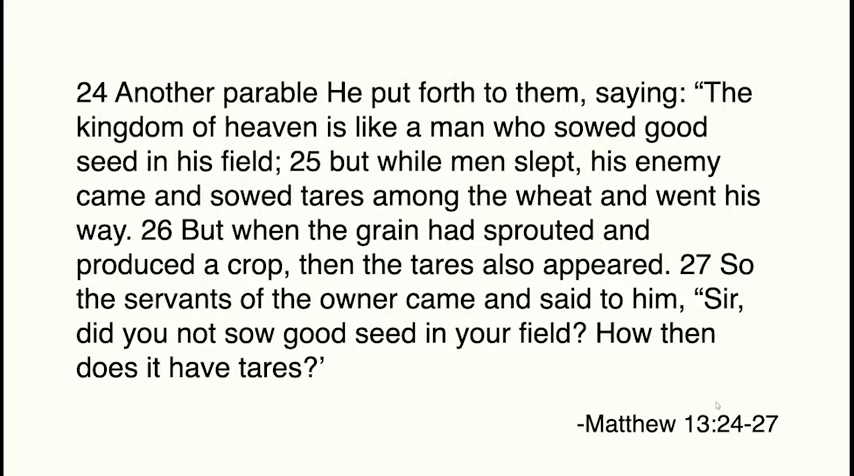 24 Another parable He put forth to them, saying: “The
kingdom of heaven is like a man who sowed good
seed in his field; 25 but while men slept, his enemy
came and sowed tares among the wheat and went his
way. 26 But when the grain had sprouted and
produced a crop, then the tares also appeared. 27 So
the servants of the owner came and said to him, “Sir,
did you not sow good seed in your field? How then
does it have tares?’
-Matthew 13:24-27